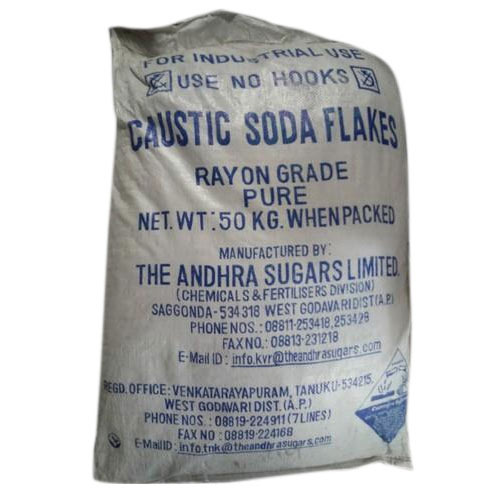 FOR INDUSTRIAL USE
USE NO HOOKS
CAUSTIC SODA FLAKES
RAYON GRADE
PURE
NET. WT: 50 KG. WHEN PACKED
MANUFACTURED BY:
THE ANDHRA SUGARS LIMITED.
(CHEMICALS & FERTILISERS DIVISION)
SAGGONDA-534318 WEST GODAVARI DIST (A.P.)
PHONE NOS.: 08811-253418, 253429
FAX NO.: 08813-231218
E-Mail ID: info.kvr@theandhrasugars.com
REGD. OFFICE: VENKATARAYAPURAM, TANUKU-534215.
WEST GODAVARI DIST. (A.P.)
PHONE NOS : 08819-224911 (7 LINES)
FAX NO : 08819-224168
E-Mail ID: info.tnk@theandhrasugars.com